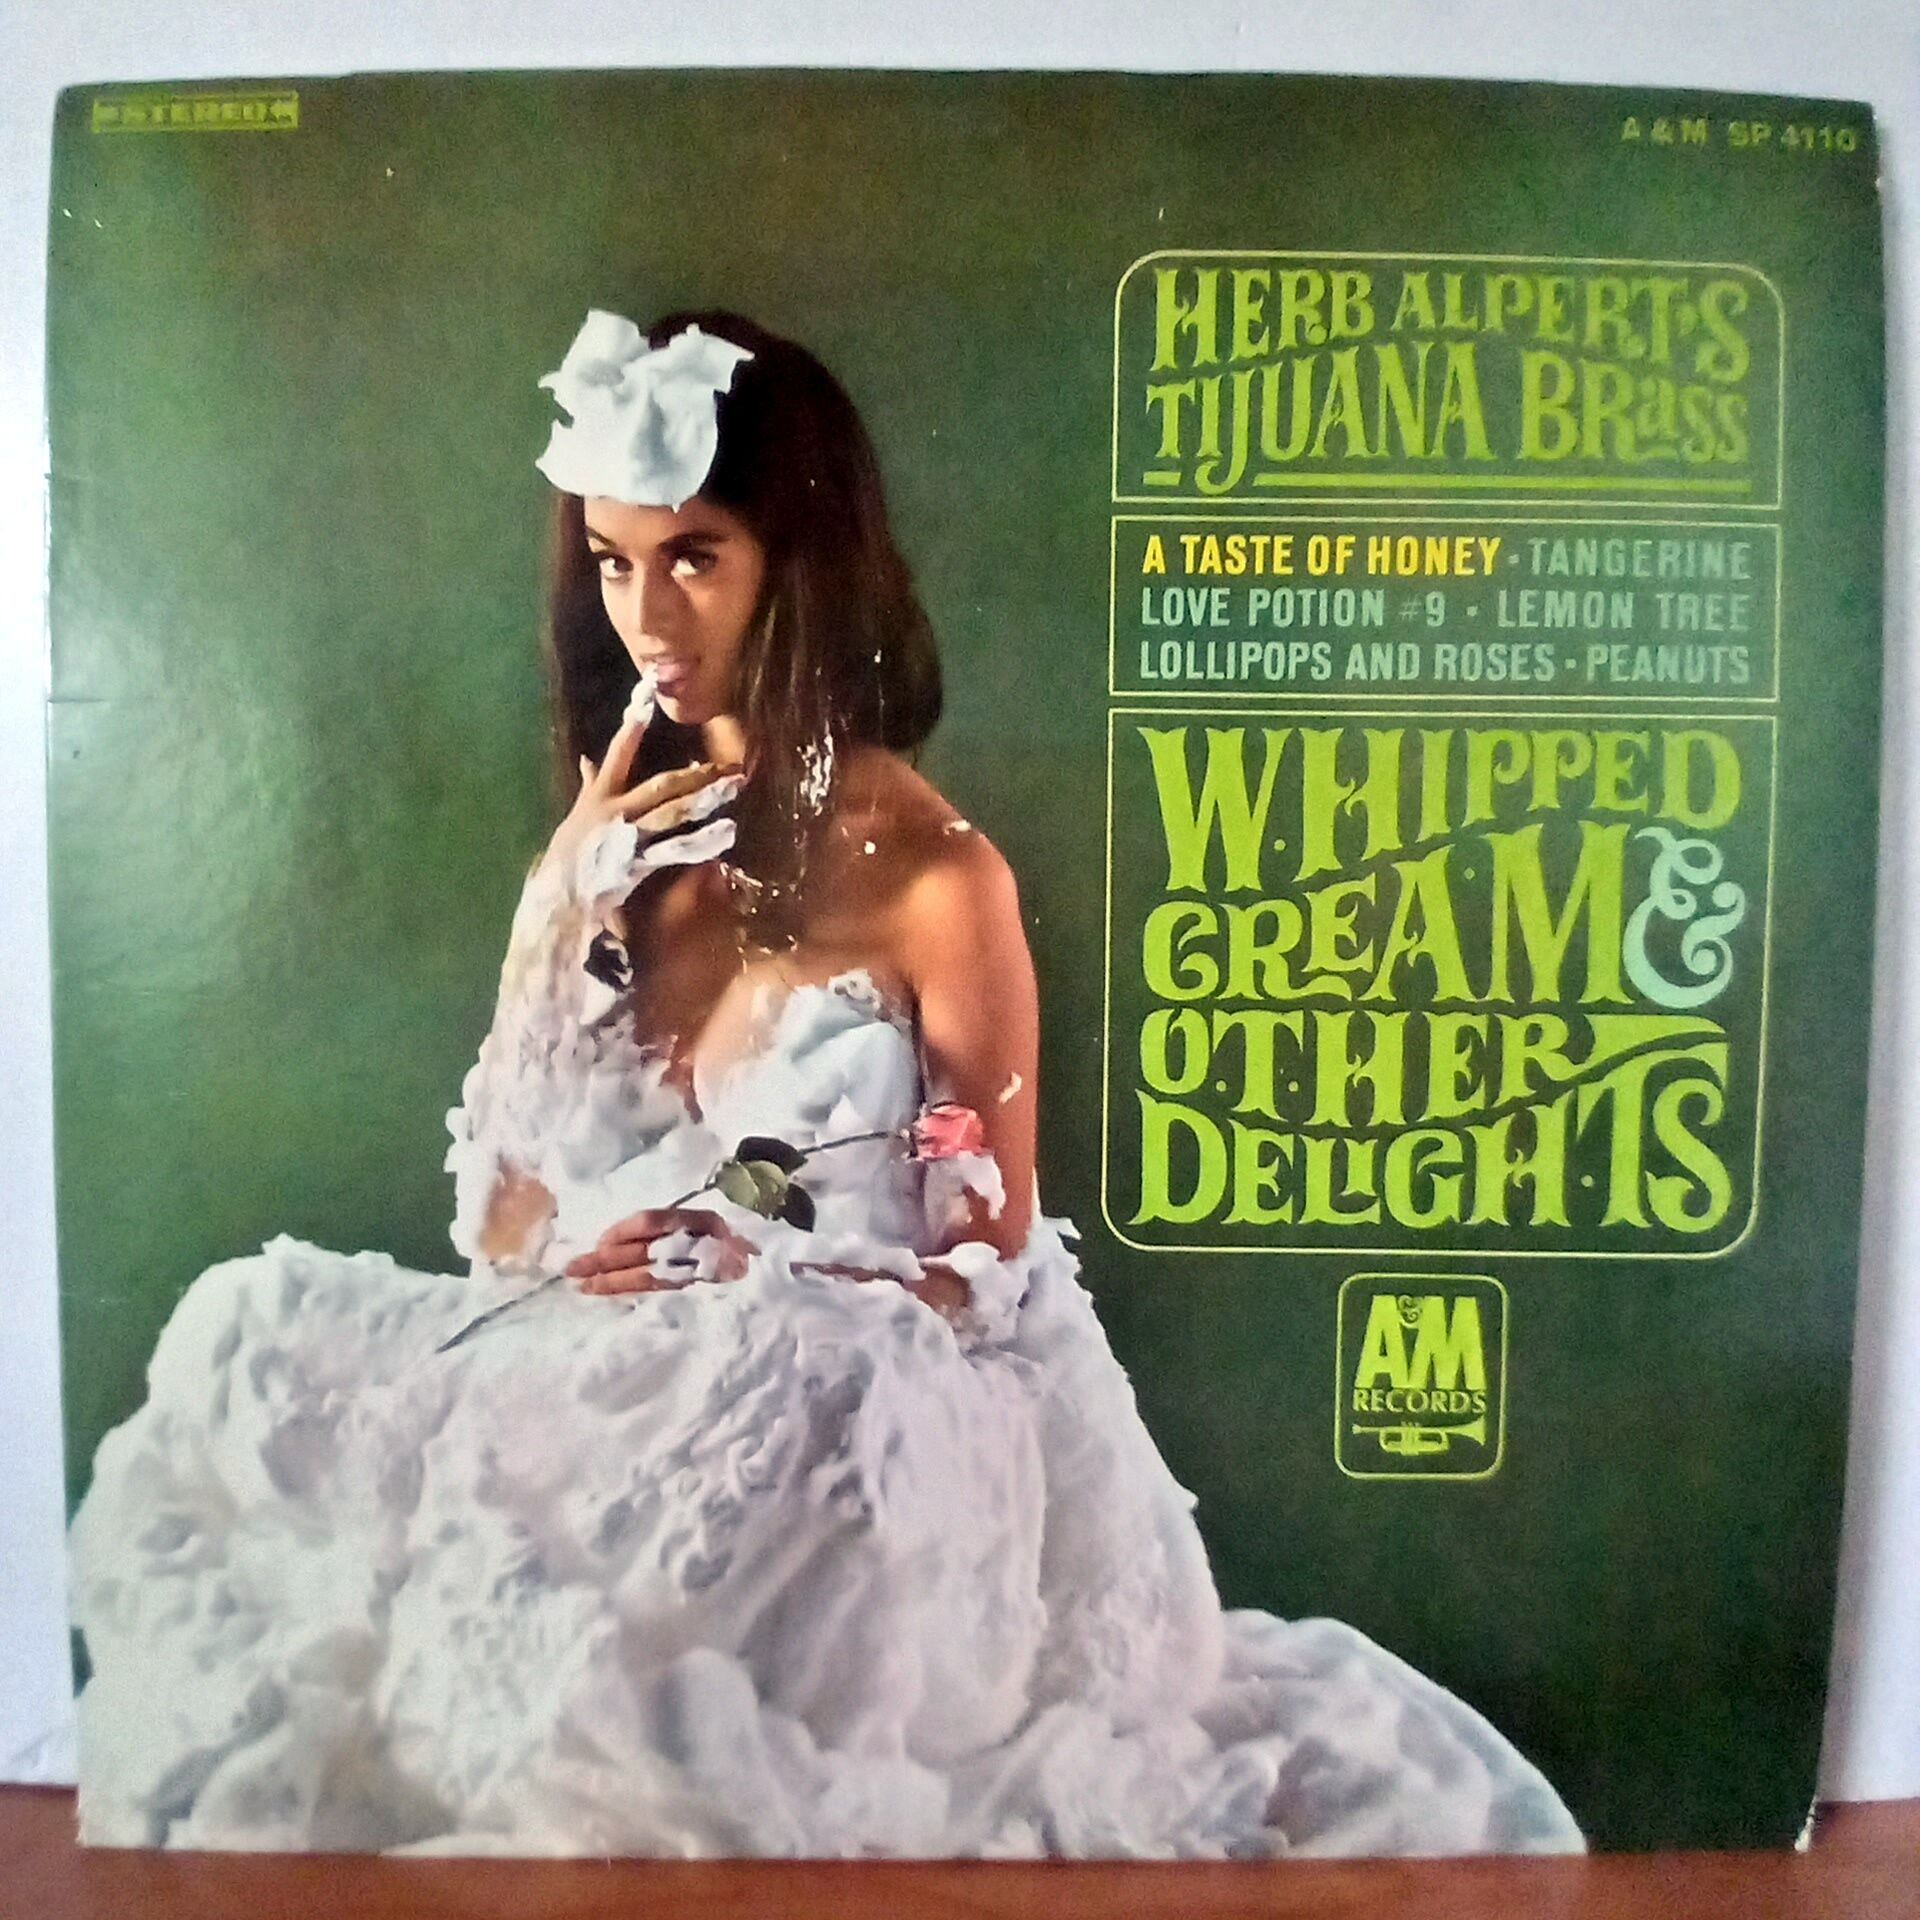 STEREO
A & M SP 4110
HERB ALPERT'S
TIJUANA BRASS
A TASTE OF HONEY · TANGERINE
LOVE POTION #9 · LEMON TREE
LOLLIPOPS AND ROSES · PEANUTS
WHIPPED
CREAM &
OTHER
DELIGHTS
A&M
RECORDS